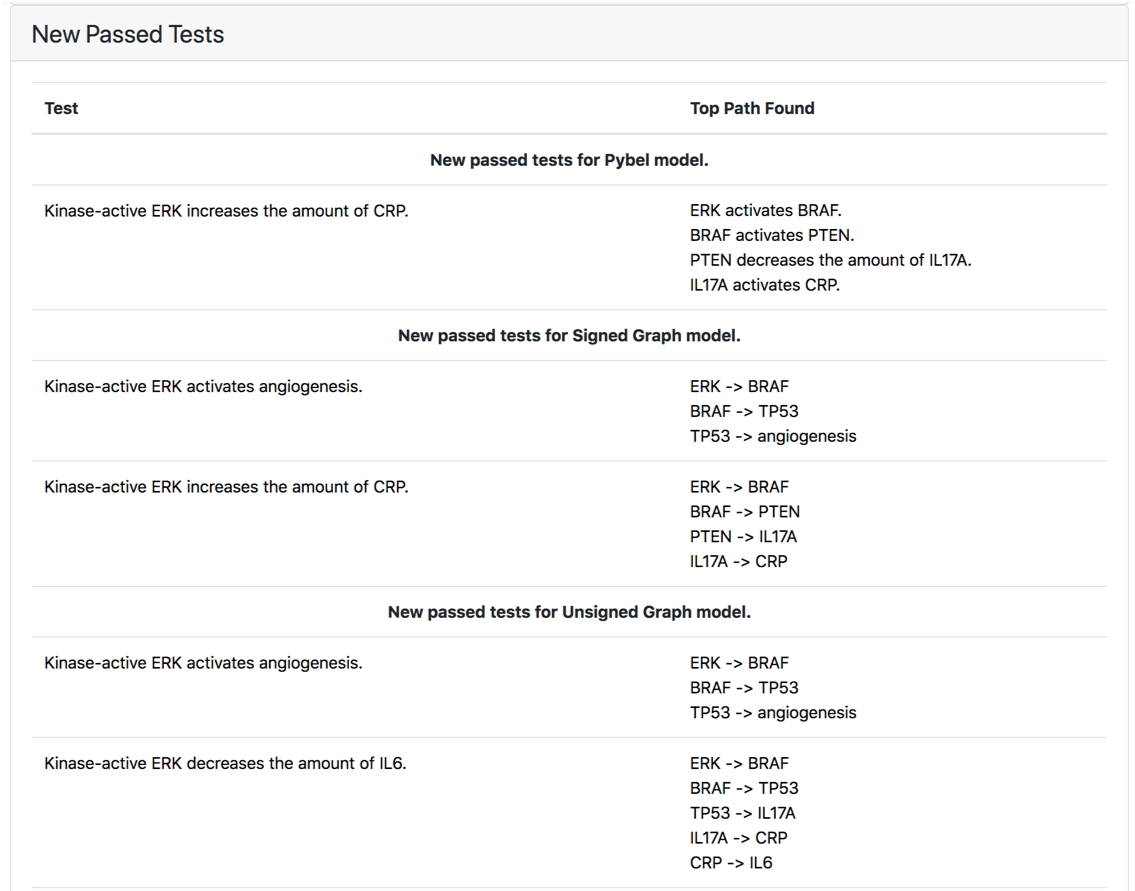 New Passed Tests
Test Top Path Found
New passed tests for Pybel model.
Kinase-active ERK increases the amount of CRP. ERK activates BRAF.
BRAF activates PTEN.
PTEN decreases the amount of IL17A.
IL17A activates CRP.
New passed tests for Signed Graph model.
Kinase-active ERK activates angiogenesis. ERK -> BRAF
BRAF -> TP53
TP53 -> angiogenesis
Kinase-active ERK increases the amount of CRP. ERK -> BRAF
BRAF -> PTEN
PTEN -> IL17A
IL17A -> CRP
New passed tests for Unsigned Graph model.
Kinase-active ERK activates angiogenesis. ERK -> BRAF
BRAF -> TP53
TP53 -> angiogenesis
Kinase-active ERK decreases the amount of IL6. ERK -> BRAF
BRAF -> TP53
TP53 -> IL17A
IL17A -> CRP
CRP -> IL6